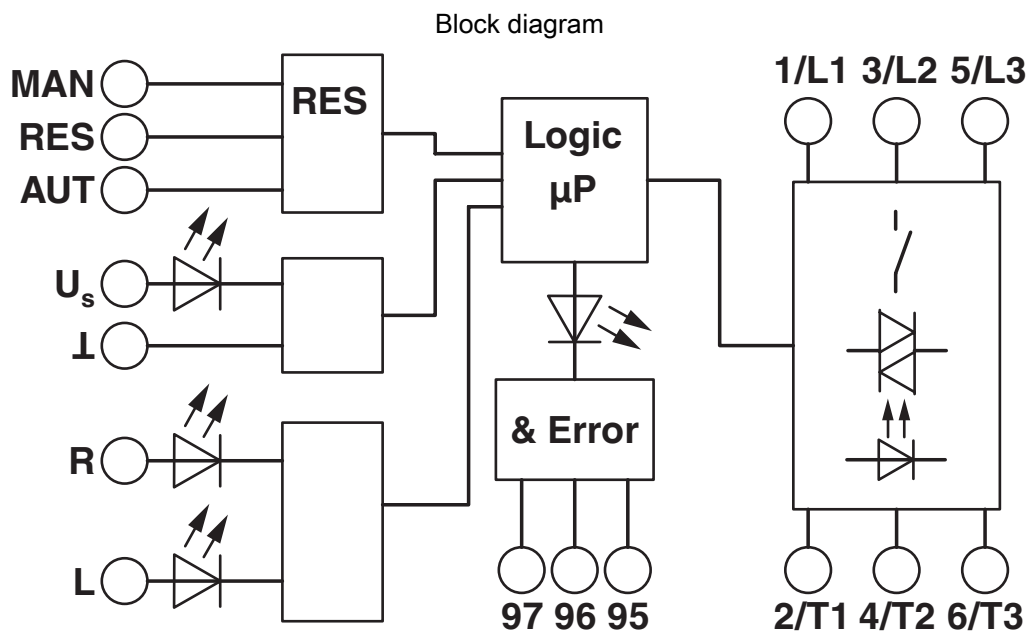 Block diagram
MAN
RES
AUT
RES
Us
⊥
R
L
Logic
µP
& Error
97 96 95
1/L1 3/L2 5/L3
2/T1 4/T2 6/T3